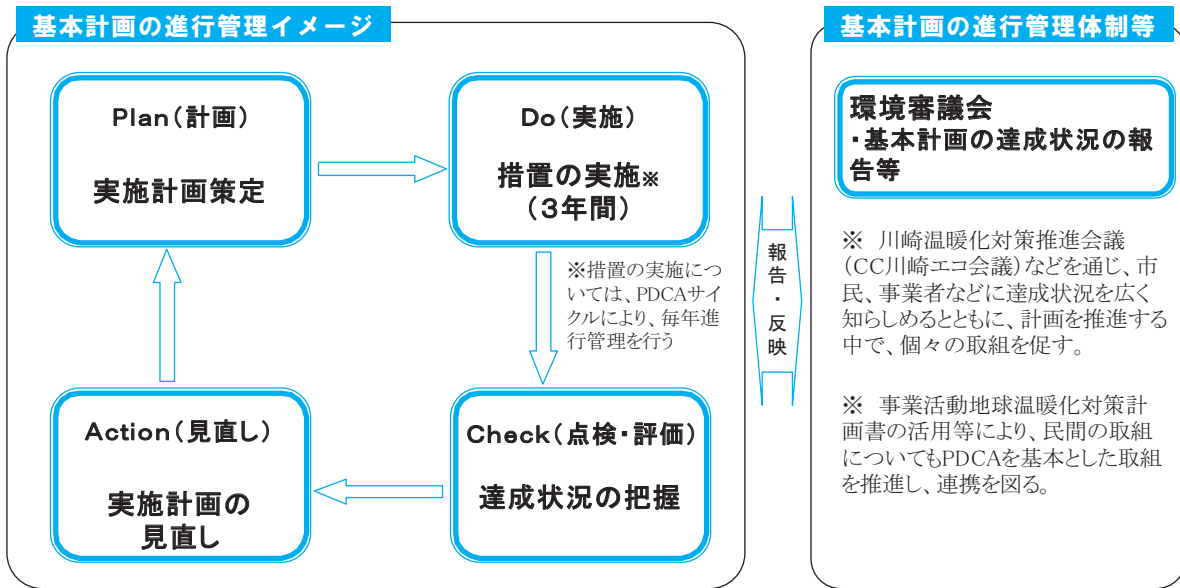 基本計画の進行管理イメージ
Plan(計画)
実施計画策定
Do(実施)
措置の実施※
(3年間)
※措置の実施につ
いては、PDCAサイ
クルにより、毎年進
行管理を行う
Check(点検・評価)
達成状況の把握
Action(見直し)
実施計画の
見直し
報告・反映
基本計画の進行管理体制等
環境審議会
・基本計画の達成状況の報
告等
※ 川崎温暖化対策推進会議
(CC川崎エコ会議)などを通じ、市
民、事業者などに達成状況を広く
知らしめるとともに、計画を推進する
中で、個々の取組を促す。
※ 事業活動地球温暖化対策計
画書の活用等により、民間の取組
についてもPDCAを基本とした取組
を推進し、連携を図る。